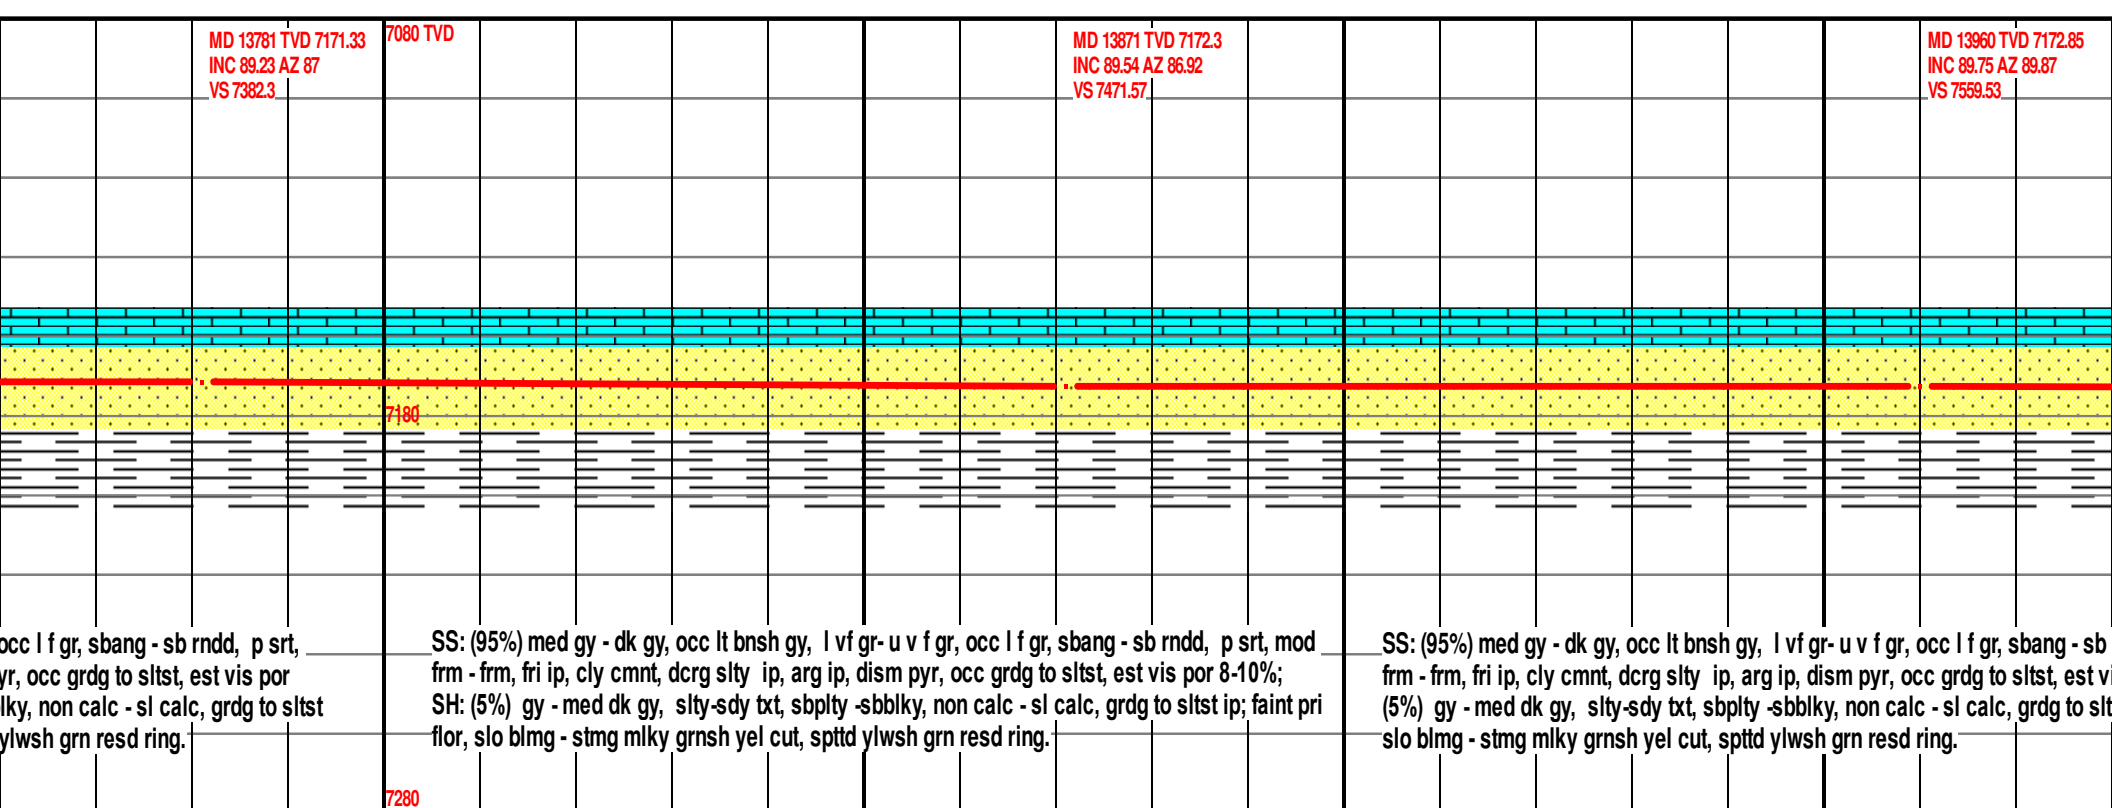 MD 13781 TVD 7171.33
INC 89.23 AZ 87
VS 7382.3
7080 TVD
MD 13871 TVD 7172.3
INC 89.54 AZ 86.92
VS 7471.57
MD 13960 TVD 7172.85
INC 89.75 AZ 89.87
VS 7559.53
7180
occ l f gr, sbang - sb rndd, p srt,
yr, occ grdg to sltst, est vis por
lky, non calc - sl calc, grdg to sltst
ylwsh grn resd ring.
SS: (95%) med gy - dk gy, occ lt bnsh gy, l vf gr- u v f gr, occ l f gr, sbang - sb rndd, p srt, mod
frm - frm, fri ip, cly cmnt, dcrg slty ip, arg ip, dism pyr, occ grdg to sltst, est vis por 8-10%;
SH: (5%) gy - med dk gy, slty-sdy txt, sbplty -sbblky, non calc - sl calc, grdg to sltst ip; faint pri
flor, slo blmg - stmg mlky grnsh yel cut, spttd ylwsh grn resd ring.
SS: (95%) med gy - dk gy, occ lt bnsh gy, l vf gr- u v f gr, occ l f gr, sbang - sb
frm - frm, fri ip, cly cmnt, dcrg slty ip, arg ip, dism pyr, occ grdg to sltst, est vi
(5%) gy - med dk gy, slty-sdy txt, sbplty -sbblky, non calc - sl calc, grdg to slt
slo blmg - stmg mlky grnsh yel cut, spttd ylwsh grn resd ring.
7280